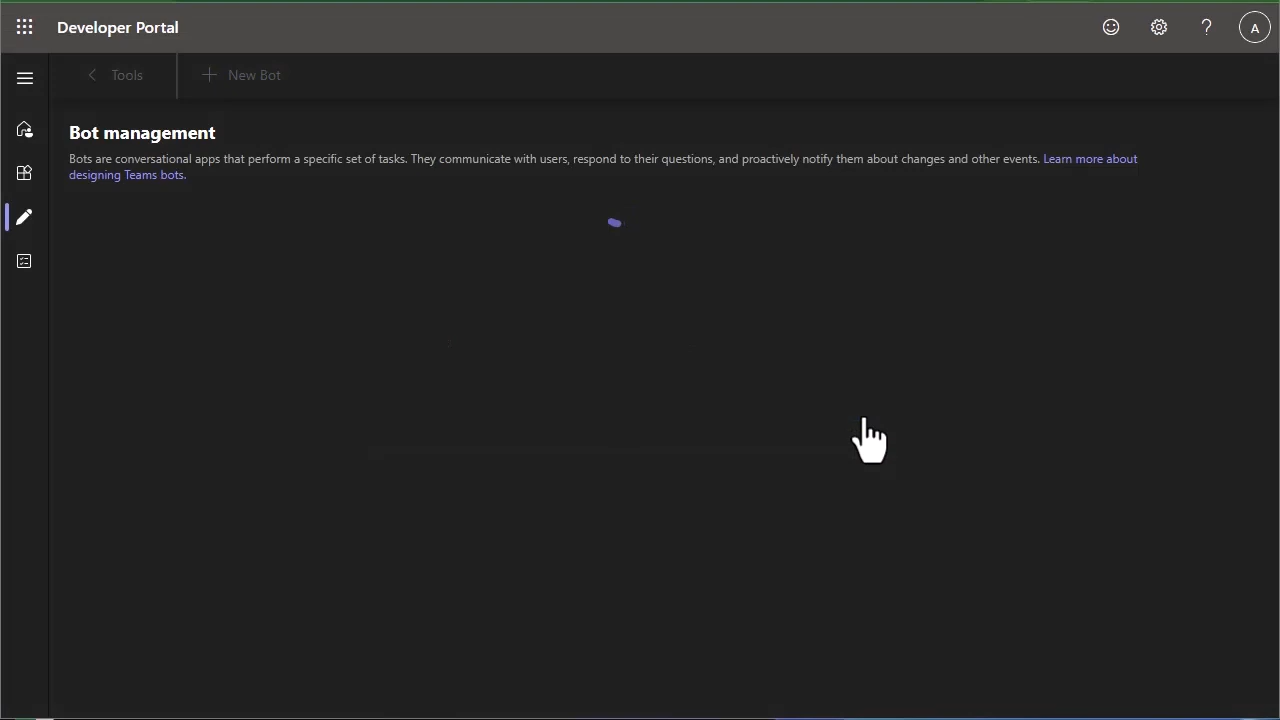 Developer Portal
A
Tools
New Bot
Bot management
Bots are conversational apps that perform a specific set of tasks. They communicate with users, respond to their questions, and proactively notify them about changes and other events. Learn more about
designing Teams bots.